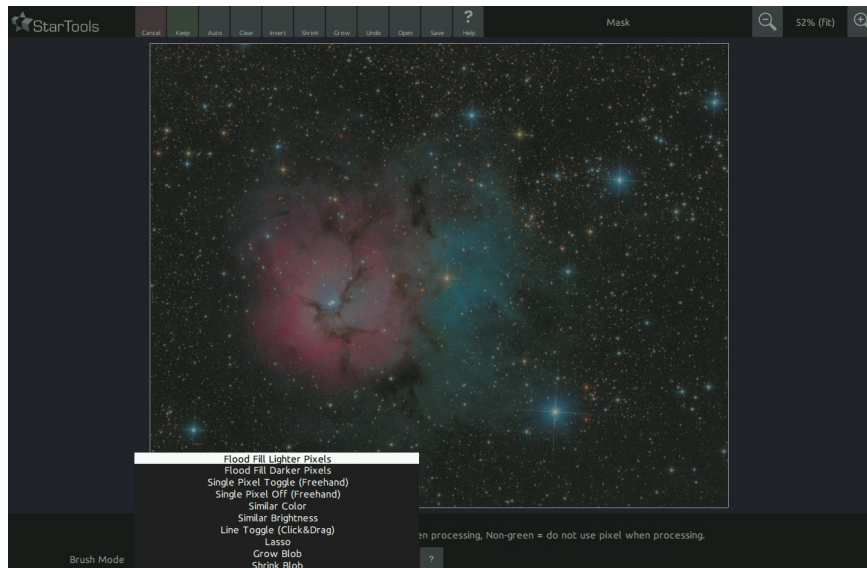 StarTools
Cancel
Keep
Auto
Clear
Invert
Shrink
Grow
Undo
Open
Save
?
Help
Mask
52% (fit)
Flood Fill Lighter Pixels
Flood Fill Darker Pixels
Single Pixel Toggle (Freehand)
Single Pixel Off (Freehand)
Similar Color
Similar Brightness
Line Toggle (Click&Drag)
en processing, Non-green = do not use pixel when processing.
Lasso
Grow Blob
Brush Mode
?
Shrink Blob